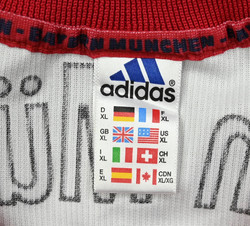 BAYERN MÜNCHEN
adidas
D XL F XL
GB XL US XL
I XL CH XL
E XL CDN XL/XG